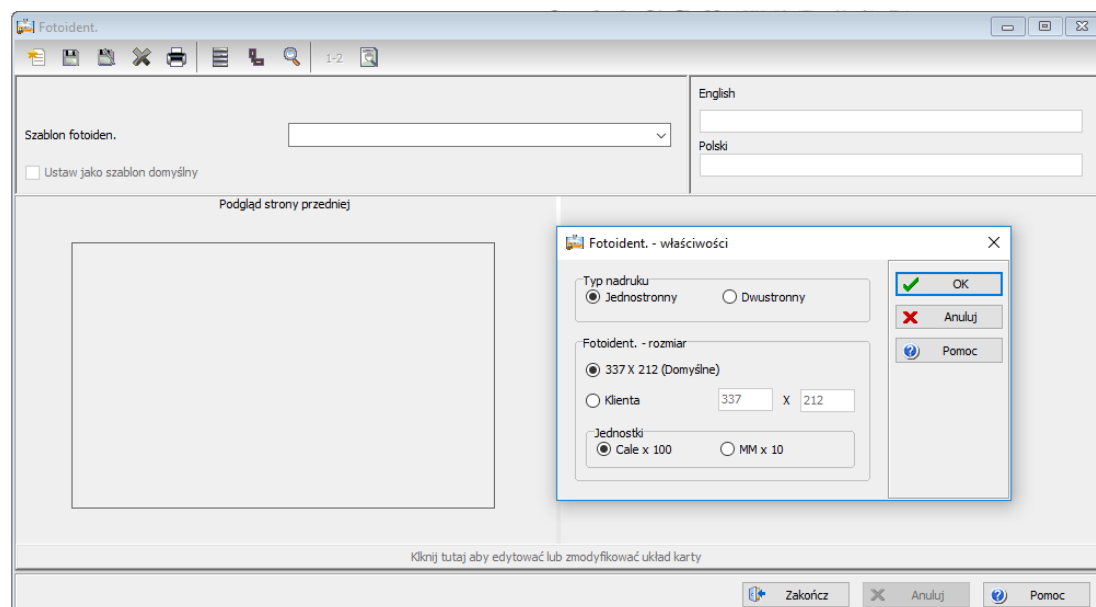 Fotoident.
1-2
English
Szablon fotoiden.
Polski
Ustaw jako szablon domyślny
Podgląd strony przedniej
Fotoident. - właściwości
Typ nadruku
Jednostronny
Dwustronny
OK
Anuluj
Fotoident. - rozmiar
Pomoc
337 X 212 (Domyślne)
Klienta 337 X 212
Jednostki
Cale x 100
MM x 10
Klknij tutaj aby edytować lub zmodyfikować układ karty
Zakończ
Anuluj
Pomoc